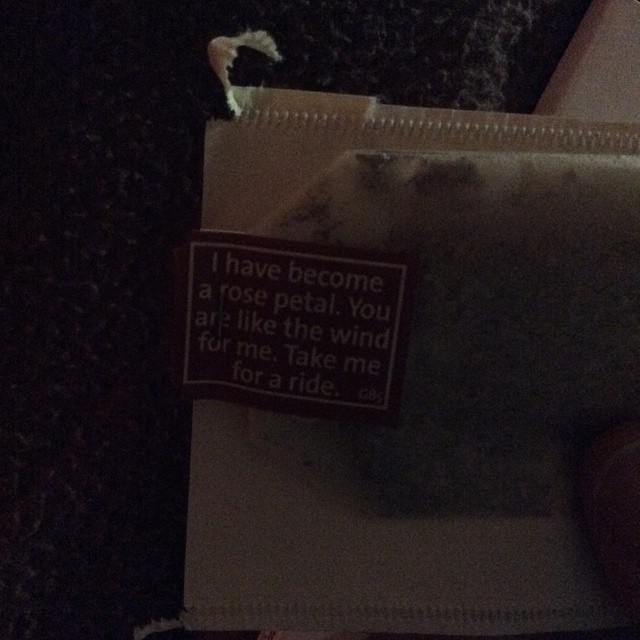 I have become
a rose petal. You
are like the wind
for me. Take me
for a ride.